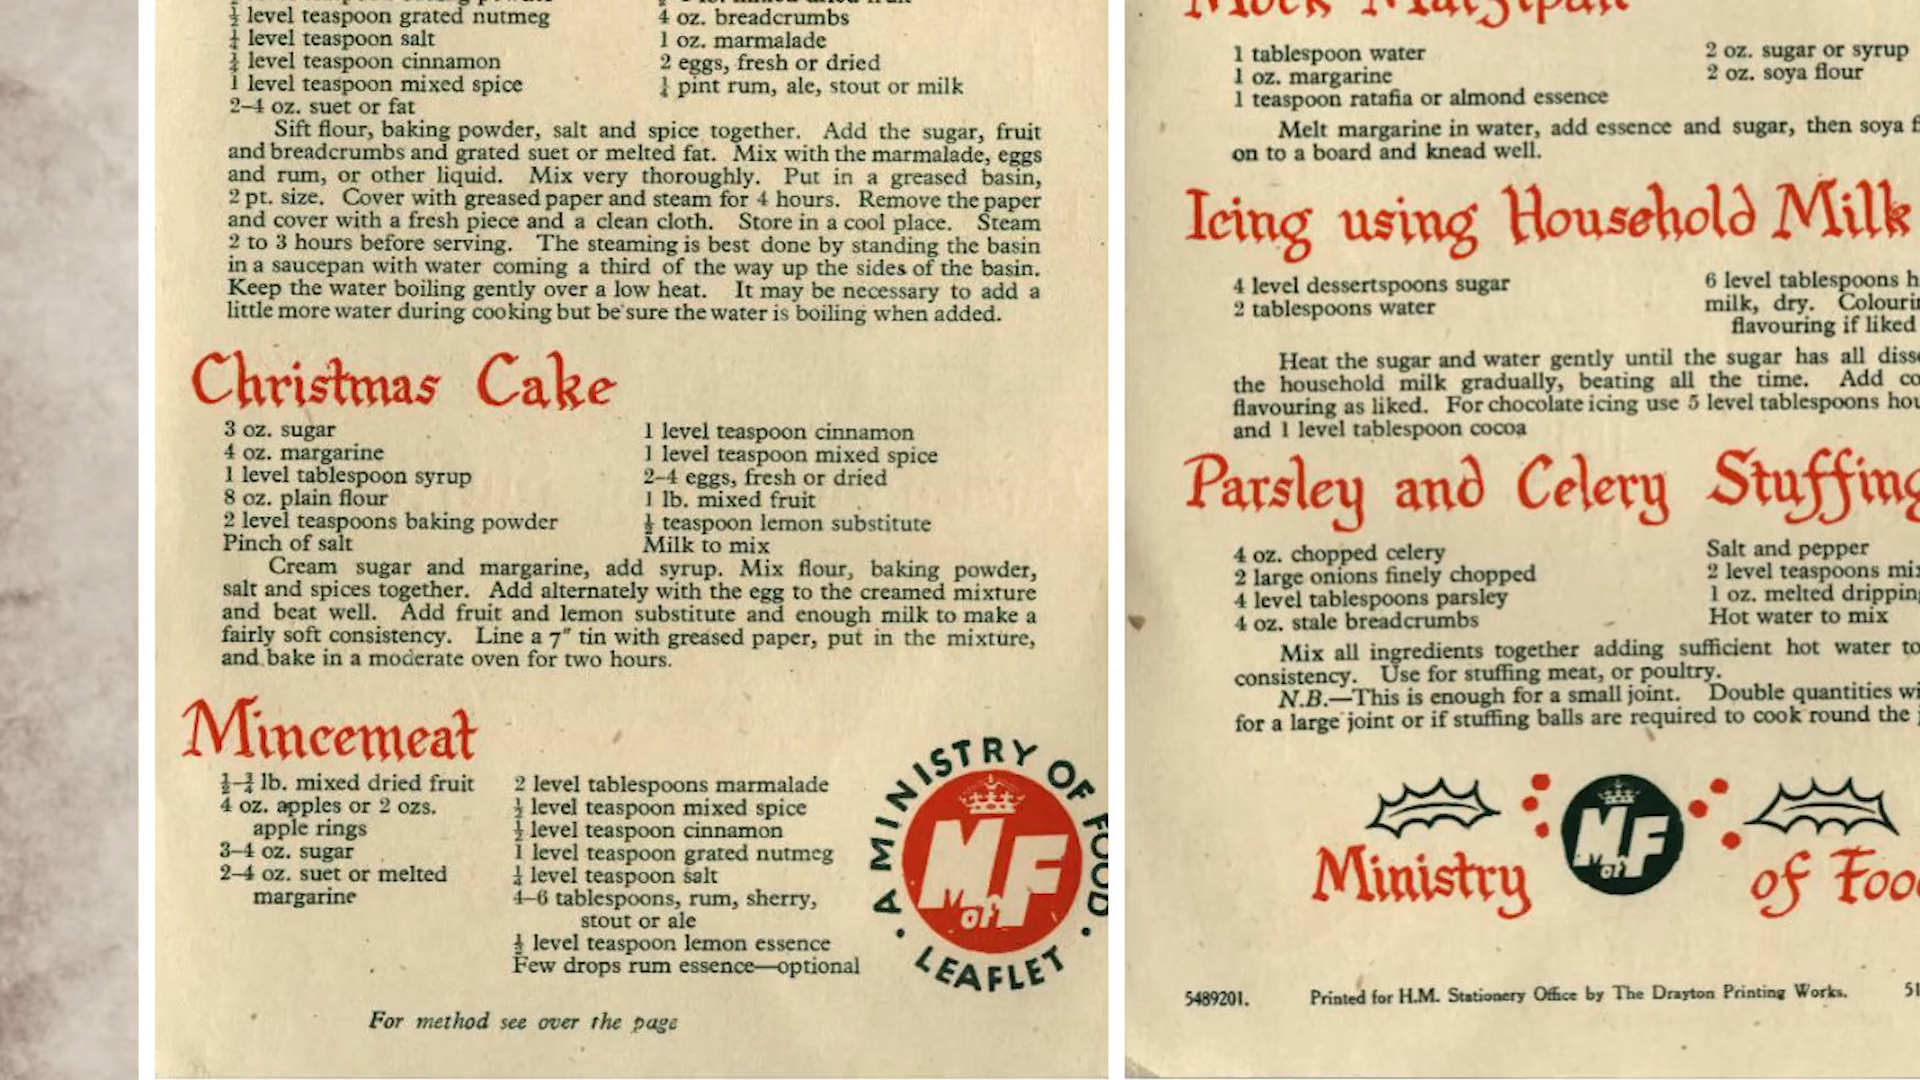 ½ level teaspoon grated nutmeg
¼ level teaspoon salt
¼ level teaspoon cinnamon
1 level teaspoon mixed spice
2–4 oz. suet or fat
4 oz. breadcrumbs
1 oz. marmalade
2 eggs, fresh or dried
¼ pint rum, ale, stout or milk
Sift flour, baking powder, salt and spice together. Add the sugar, fruit
and breadcrumbs and grated suet or melted fat. Mix with the marmalade, eggs
and rum, or other liquid. Mix very thoroughly. Put in a greased basin,
2 pt. size. Cover with greased paper and steam for 4 hours. Remove the paper
and cover with a fresh piece and a clean cloth. Store in a cool place. Steam
2 to 3 hours before serving. The steaming is best done by standing the basin
in a saucepan with water coming a third of the way up the sides of the basin.
Keep the water boiling gently over a low heat. It may be necessary to add a
little more water during cooking but be sure the water is boiling when added.
Christmas Cake
3 oz. sugar
4 oz. margarine
1 level tablespoon syrup
8 oz. plain flour
2 level teaspoons baking powder
Pinch of salt
1 level teaspoon cinnamon
1 level teaspoon mixed spice
2–4 eggs, fresh or dried
1 lb. mixed fruit
½ teaspoon lemon substitute
Milk to mix
Cream sugar and margarine, add syrup. Mix flour, baking powder,
salt and spices together. Add alternately with the egg to the creamed mixture
and beat well. Add fruit and lemon substitute and enough milk to make a
fairly soft consistency. Line a 7″ tin with greased paper, put in the mixture,
and bake in a moderate oven for two hours.
Mincemeat
½–¾ lb. mixed dried fruit
4 oz. apples or 2 ozs.
apple rings
3–4 oz. sugar
2–4 oz. suet or melted
margarine
2 level tablespoons marmalade
½ level teaspoon mixed spice
½ level teaspoon cinnamon
1 level teaspoon grated nutmeg
¼ level teaspoon salt
4–6 tablespoons, rum, sherry,
stout or ale
½ level teaspoon lemon essence
Few drops rum essence—optional
A MINISTRY OF FOOD LEAFLET
M of F
For method see over the page
Mock Marzipan
1 tablespoon water
1 oz. margarine
1 teaspoon ratafia or almond essence
2 oz. sugar or syrup
2 oz. soya flour
Melt margarine in water, add essence and sugar, then soya f
on to a board and knead well.
Icing using Household Milk
4 level dessertspoons sugar
2 tablespoons water
6 level tablespoons h
milk, dry. Colourin
flavouring if liked
Heat the sugar and water gently until the sugar has all disso
the household milk gradually, beating all the time. Add co
flavouring as liked. For chocolate icing use 5 level tablespoons hou
and 1 level tablespoon cocoa
Parsley and Celery Stuffing
4 oz. chopped celery
2 large onions finely chopped
4 level tablespoons parsley
4 oz. stale breadcrumbs
Salt and pepper
2 level teaspoons mix
1 oz. melted dripping
Hot water to mix
Mix all ingredients together adding sufficient hot water to
consistency. Use for stuffing meat, or poultry.
N.B.—This is enough for a small joint. Double quantities wi
for a large joint or if stuffing balls are required to cook round the j
Ministry M of F of Food
5489201. Printed for H.M. Stationery Office by The Drayton Printing Works. 51